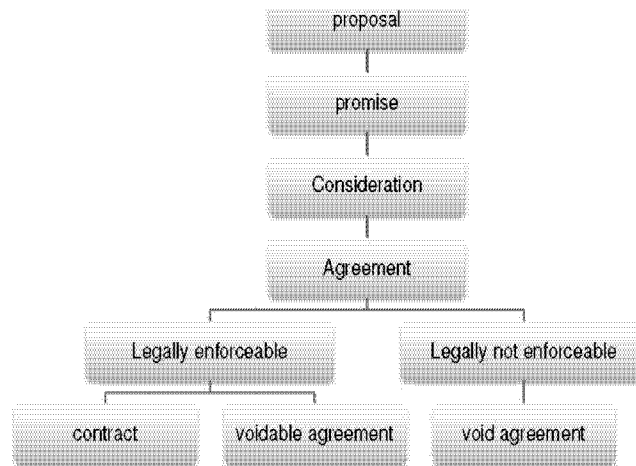 proposal
promise
Consideration
Agreement
Legally enforceable
Legally not enforceable
contract
voidable agreement
void agreement